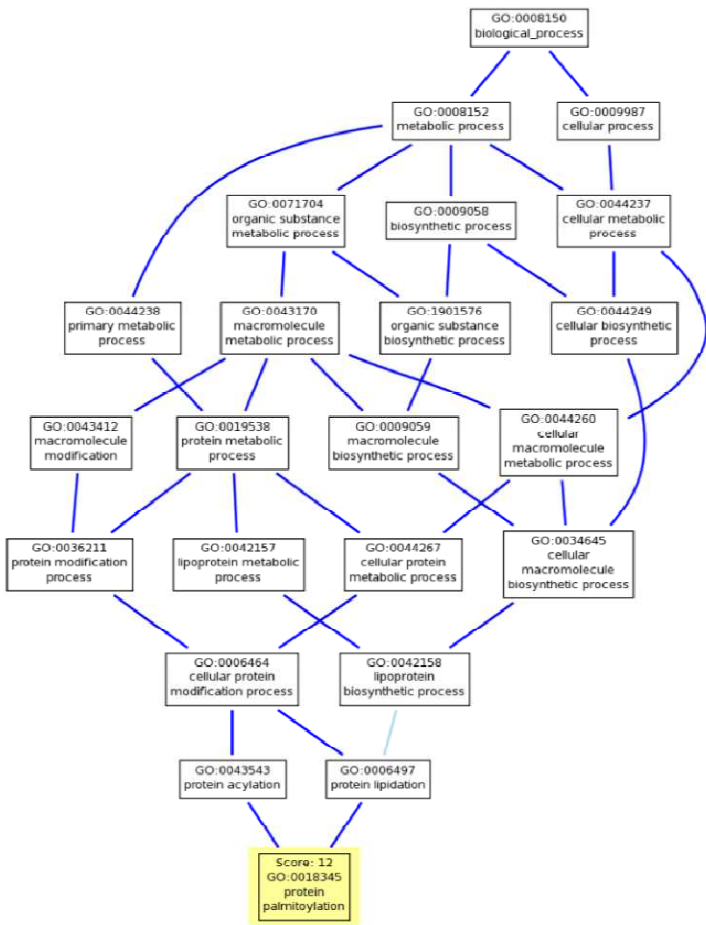 GO:0008150
biological_process
GO:0008152
metabolic process
GO:0009987
cellular process
GO:0071704
organic substance
metabolic process
GO:0009058
biosynthetic process
GO:0044237
cellular metabolic
process
GO:0044238
primary metabolic
process
GO:0043170
macromolecule
metabolic process
GO:1901576
organic substance
biosynthetic process
GO:0044249
cellular biosynthetic
process
GO:0043412
macromolecule
modification
GO:0019538
protein metabolic
process
GO:0009059
macromolecule
biosynthetic process
GO:0044260
cellular
macromolecule
metabolic process
GO:0036211
protein modification
process
GO:0042157
lipoprotein metabolic
process
GO:0044267
cellular protein
metabolic process
GO:0034645
cellular
macromolecule
biosynthetic process
GO:0006464
cellular protein
modification process
GO:0042158
lipoprotein
biosynthetic process
GO:0043543
protein acylation
GO:0006497
protein lipidation
Score: 12
GO:0018345
protein
palmitoylation